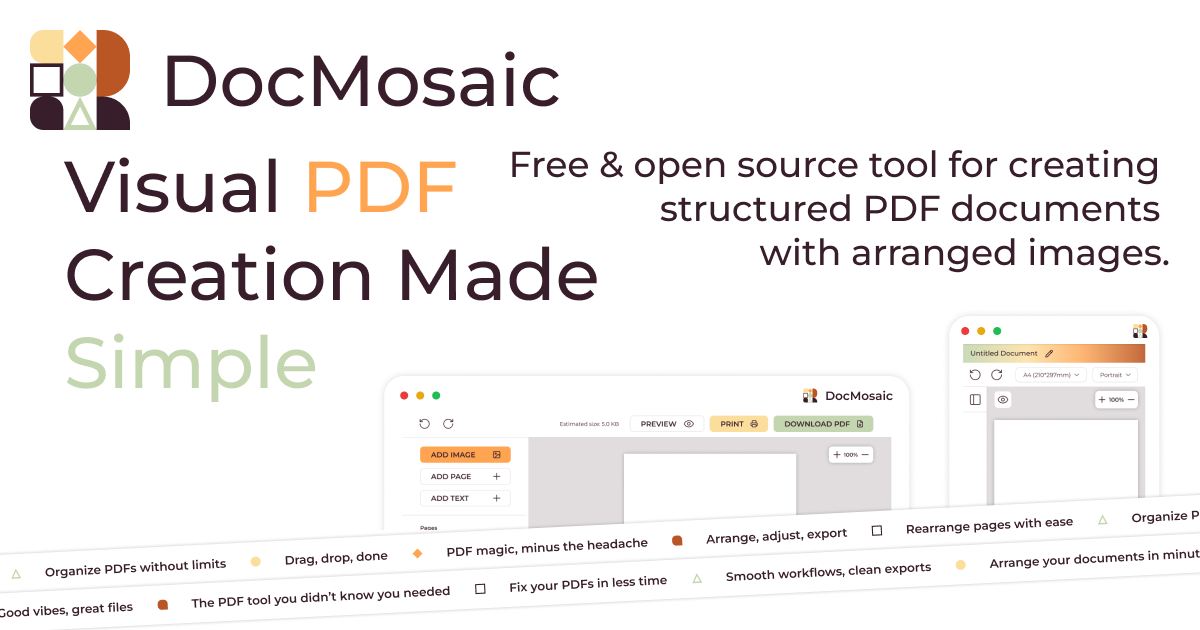 DocMosaic
Visual PDF
Creation Made
Simple
Free & open source tool for creating
structured PDF documents
with arranged images.
DocMosaic
Estimated size: 5.0 KB
PREVIEW
PRINT
DOWNLOAD PDF
ADD IMAGE
ADD PAGE
ADD TEXT
100%
Pages
Untitled Document
A4 (210*297mm)
Portrait
100%
Organize PDFs without limits
Drag, drop, done
PDF magic, minus the headache
Arrange, adjust, export
Rearrange pages with ease
Organize P
Good vibes, great files
The PDF tool you didn’t know you needed
Fix your PDFs in less time
Smooth workflows, clean exports
Arrange your documents in minut